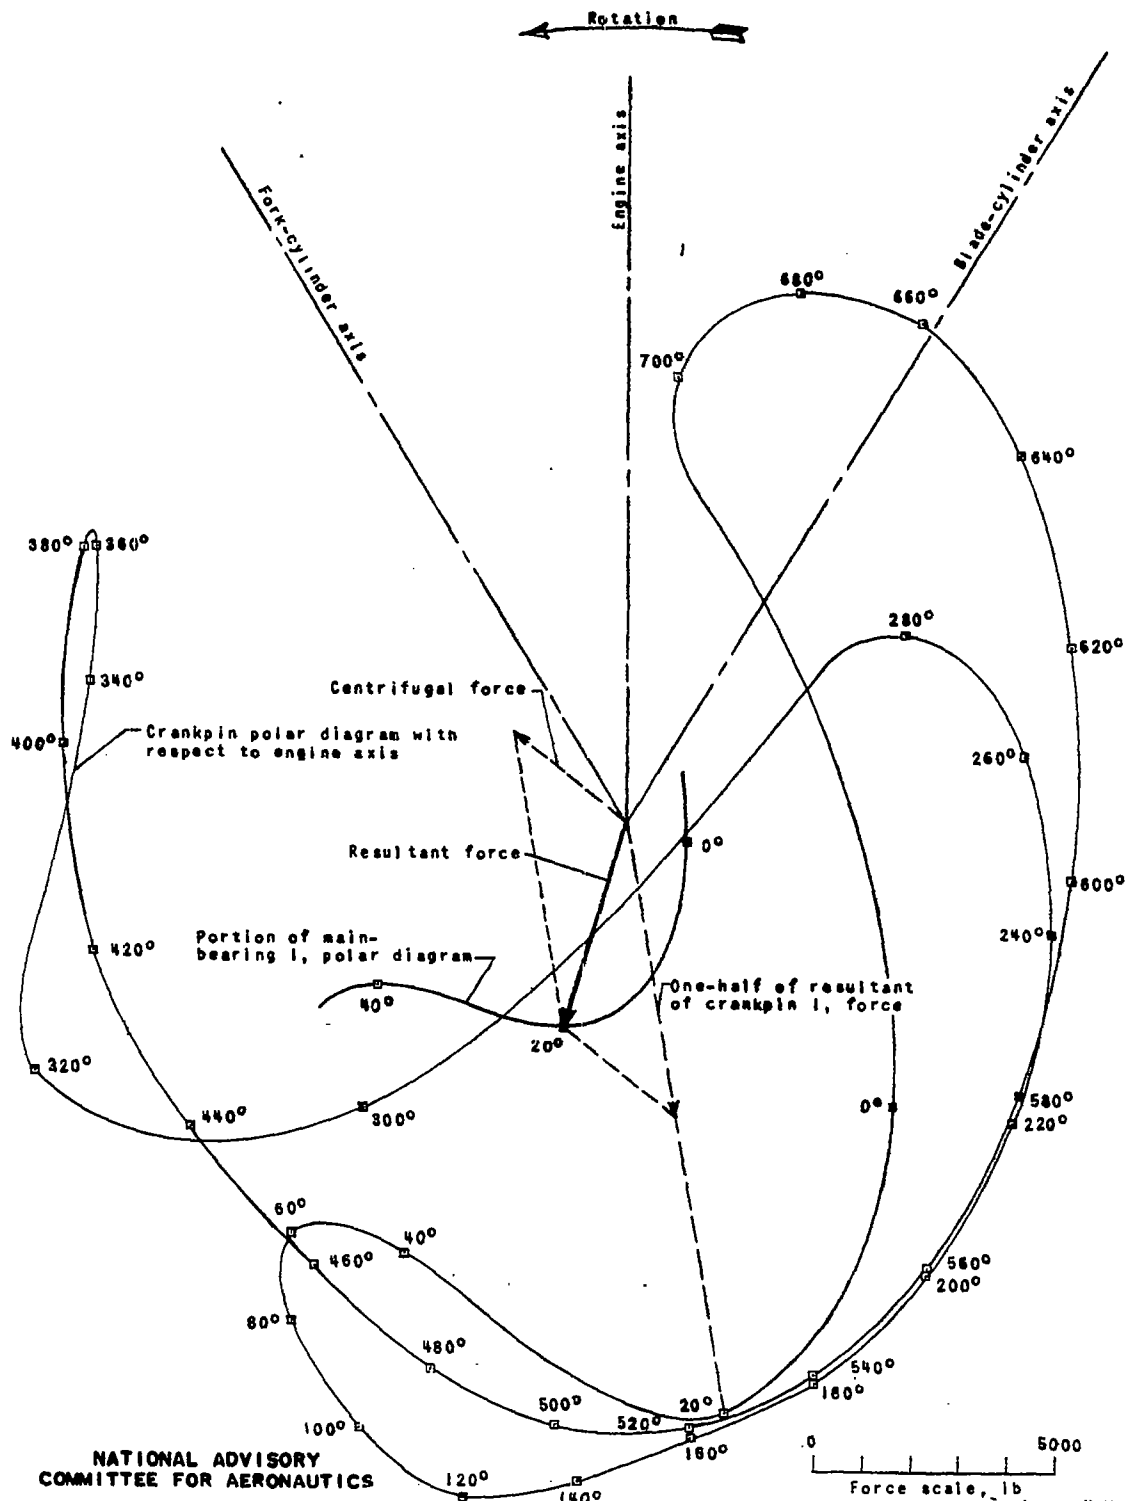 Rotation
Engine axis
Blade-cylinder axis
Fork-cylinder axis
680°
660°
700°
640°
380°
360°
280°
620°
340°
Centrifugal force
400°
Crankpin polar diagram with
respect to engine axis
260°
Resultant force
0°
600°
Portion of main-
bearing 1, polar diagram
240°
420°
One-half of resultant
of crankpin 1, force
40°
20°
320°
300°
0°
580°
220°
440°
60°
40°
460°
560°
200°
80°
480°
540°
180°
500°
520°
20°
160°
100°
NATIONAL ADVISORY
COMMITTEE FOR AERONAUTICS
120°
140°
0
5000
Force scale, lb